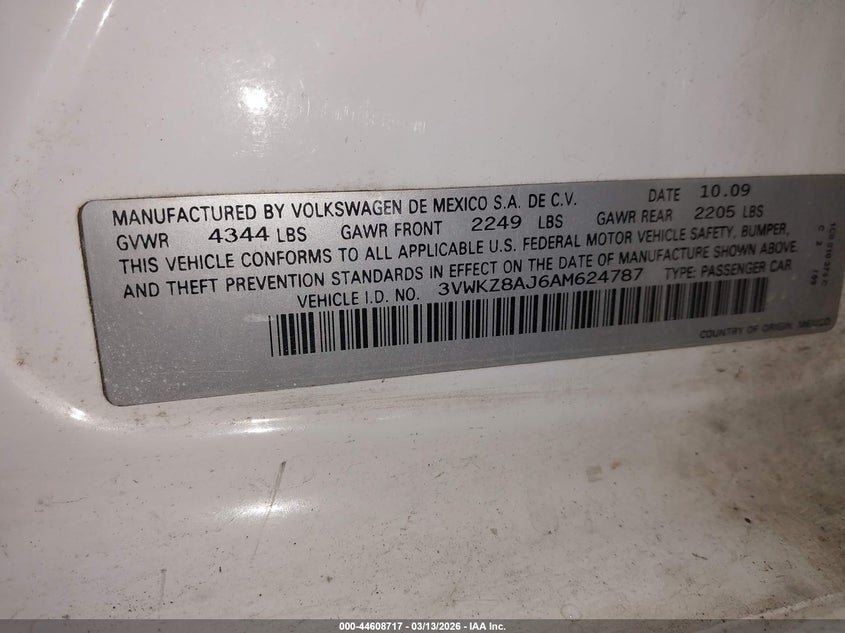 MANUFACTURED BY VOLKSWAGEN DE MEXICO S.A. DE C.V. DATE 10.09
GVWR 4344 LBS GAWR FRONT 2249 LBS GAWR REAR 2205 LBS
THIS VEHICLE CONFORMS TO ALL APPLICABLE U.S. FEDERAL MOTOR VEHICLE SAFETY, BUMPER,
AND THEFT PREVENTION STANDARDS IN EFFECT ON THE DATE OF MANUFACTURE SHOWN ABOVE.
VEHICLE I.D. NO. 3VWKZ8AJ6AM624787 TYPE: PASSENGER CAR
COUNTRY OF ORIGIN: MEXICO
000-44608717 - 03/13/2026 - IAA Inc.